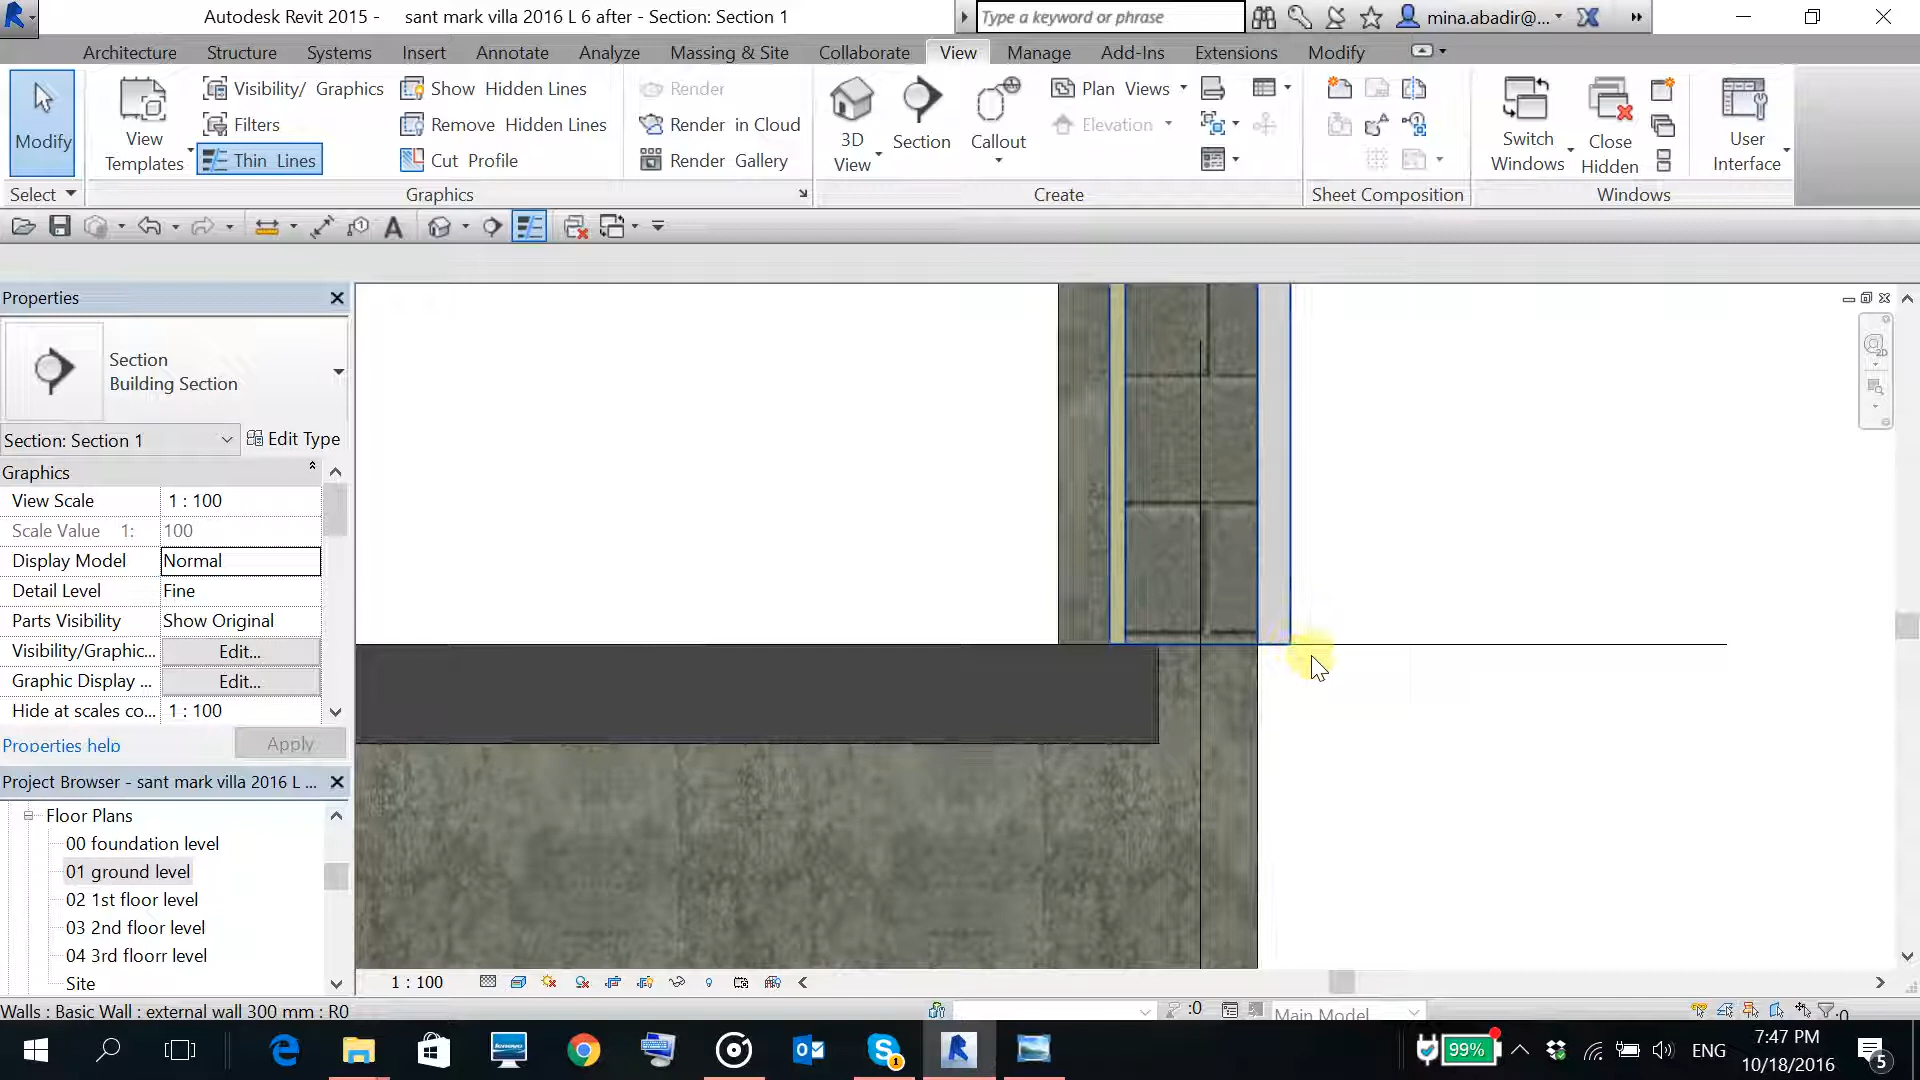 Autodesk Revit 2015 - sant mark villa 2016 L 6 after - Section: Section 1
Type a keyword or phrase
mina.abadir@...
Architecture Structure Systems Insert Annotate Analyze Massing & Site Collaborate View Manage Add-Ins Extensions Modify
Modify
View Templates
Visibility/ Graphics
Filters
Thin Lines
Show Hidden Lines
Remove Hidden Lines
Cut Profile
Render
Render in Cloud
Render Gallery
3D View
Section
Callout
Plan Views
Elevation
Switch Windows
Close Hidden
User Interface
Select
Graphics
Create
Sheet Composition
Windows
Properties
Section
Building Section
Section: Section 1
Edit Type
Graphics
View Scale 1 : 100
Scale Value 1: 100
Display Model Normal
Detail Level Fine
Parts Visibility Show Original
Visibility/Graphic... Edit...
Graphic Display ... Edit...
Hide at scales co... 1 : 100
Properties help
Apply
Project Browser - sant mark villa 2016 L ...
Floor Plans
00 foundation level
01 ground level
02 1st floor level
03 2nd floor level
04 3rd floorr level
Site
1 : 100
Walls : Basic Wall : external wall 300 mm : R0
:0
Main Model
:0
2D
lenovo
1
99%
ENG
7:47 PM
10/18/2016
5